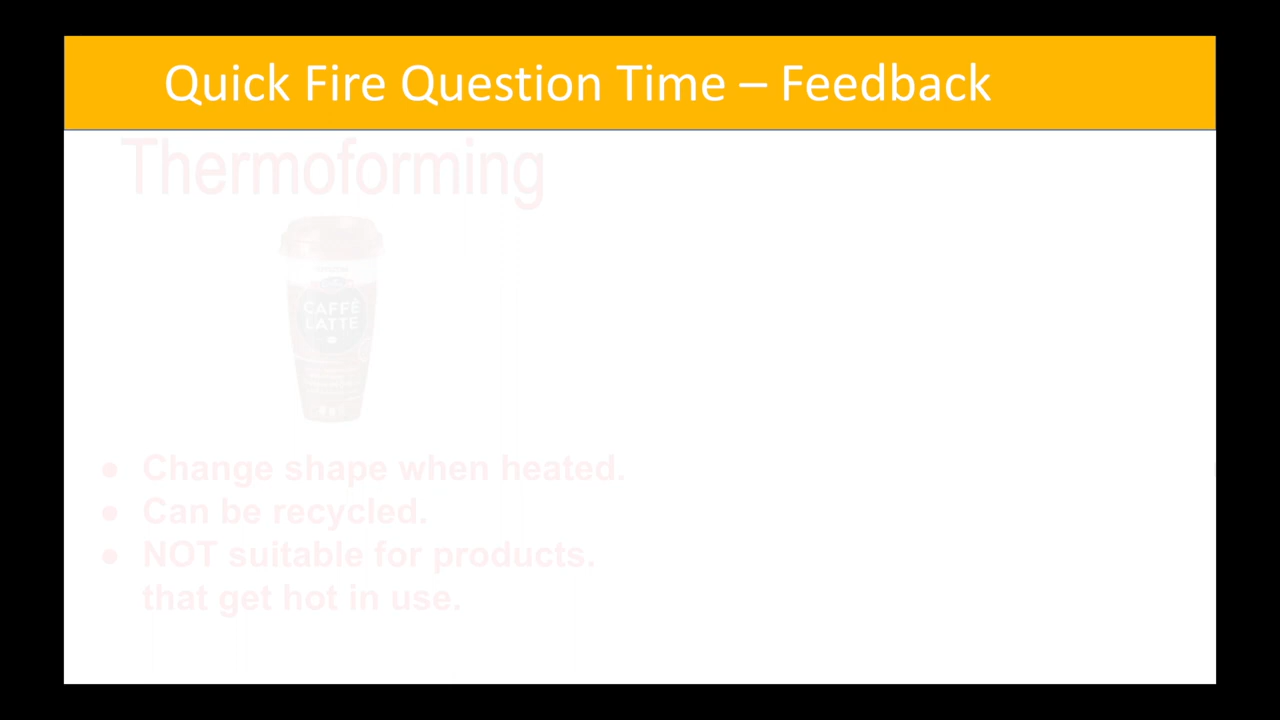 Quick Fire Question Time – Feedback
Thermoforming
CAFFÈ
LATTE
● Change shape when heated.
● Can be recycled.
● NOT suitable for products.
that get hot in use.